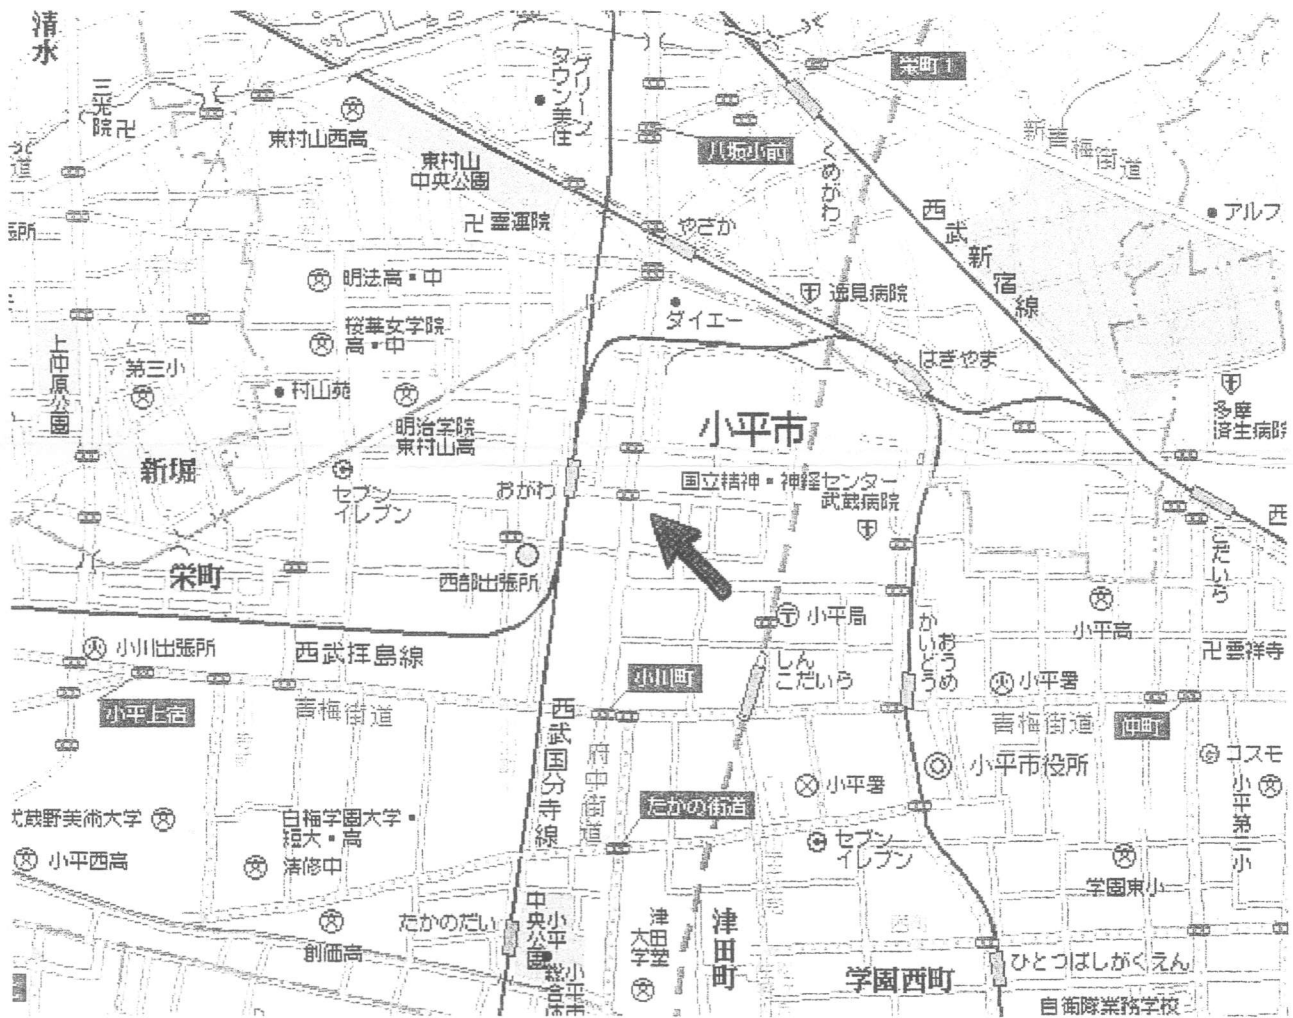 清水
三光院
東村山西高
グリーン
タウン美住
栄町1
八坂小前
くめがわ
新青梅街道
東村山
中央公園
霊運院
やさか
西武新宿線
アルフ
張所
明法高・中
逸見病院
ダイエー
桜華女学院
高・中
はぎやま
上仲原公園
第三小
村山苑
明治学院
東村山高
小平市
多摩
済生病院
新堀
セブン
イレブン
おがわ
国立精神・神経センター
武蔵病院
西
こだいら
栄町
西部出張所
小平局
小平高
小川出張所
西武拝島線
小川町
しん
こだいら
おうめ
かいどう
小平署
雲祥寺
小平上宿
青梅街道
青梅街道
仲町
西武国分寺線
府中街道
小平市役所
コスモ
小平署
たかの街道
小平第二小
武蔵野美術大学
白梅学園大学・
短大・高
清修中
小平西高
セブン
イレブン
学園東小
たかのだい
創価高
小平
中央公園
小平市
津田塾
大学
津田町
学園西町
ひとつばしがくえん
自衛隊業務学校